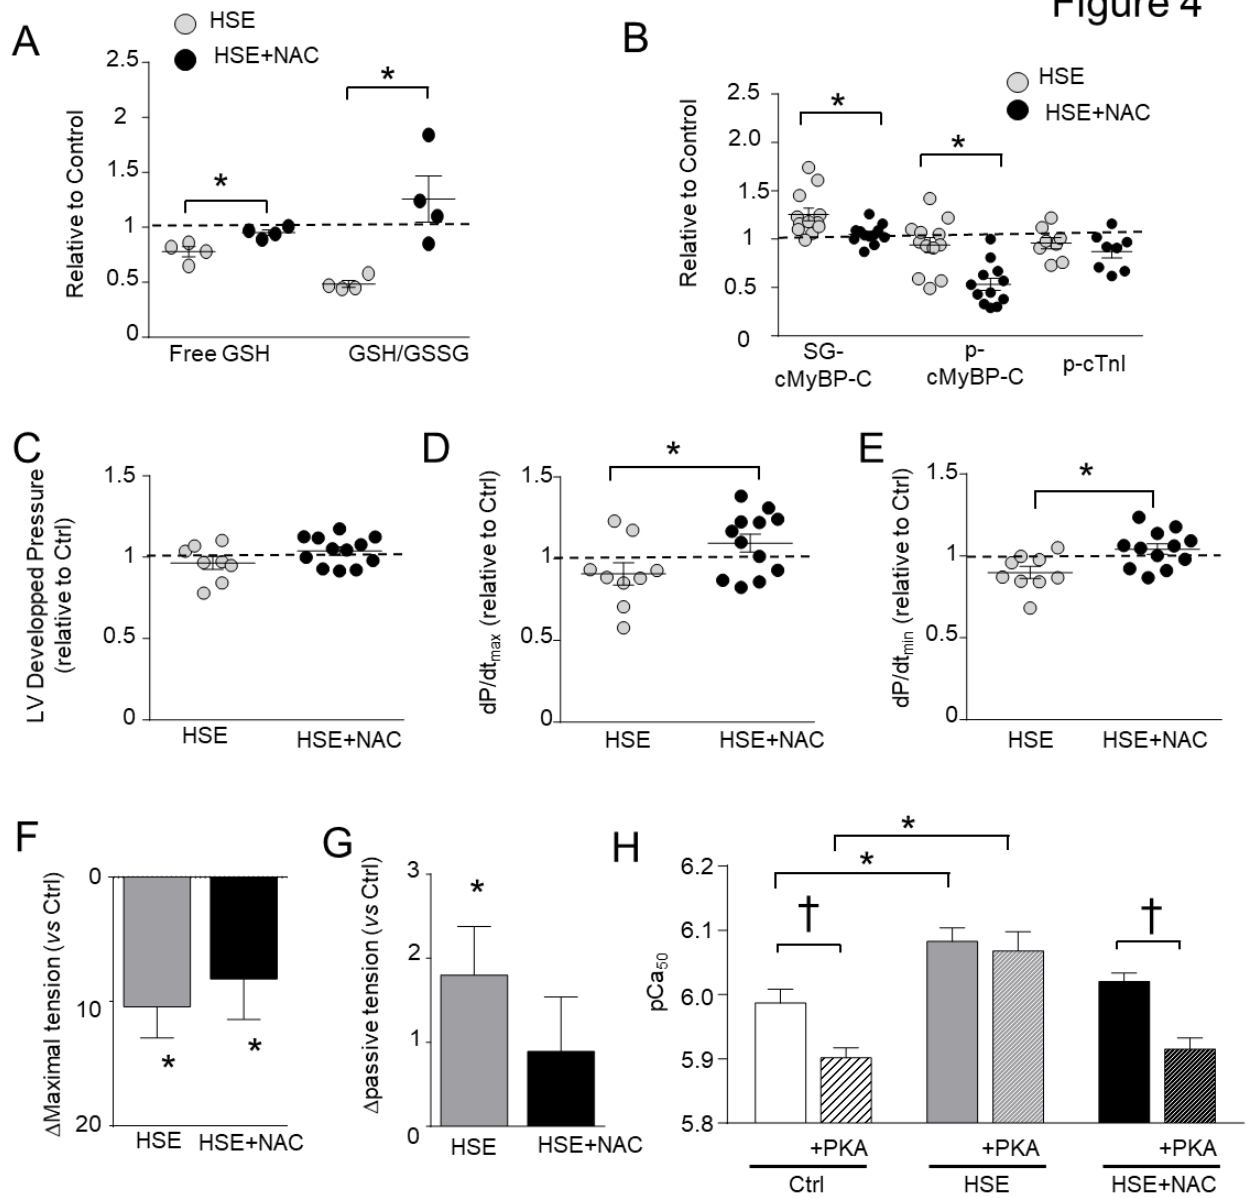 Figure 4
A
HSE
HSE+NAC
Relative to Control
2.5
2
1.5
1
0.5
0
*
*
Free GSH
GSH/GSSG
B
HSE
HSE+NAC
Relative to Control
2.5
2.0
1.5
1
0.5
0
*
*
SG-
cMyBP-C
p-
cMyBP-C
p-cTnI
C
LV Developped Pressure
(relative to Ctrl)
1.5
1
0.5
0
HSE
HSE+NAC
D
dP/dtmax (relative to Ctrl)
1.5
1
0.5
0
*
HSE
HSE+NAC
E
dP/dtmin (relative to Ctrl)
1.5
1
0.5
0
*
HSE
HSE+NAC
F
ΔMaximal tension (vs Ctrl)
0
10
20
*
*
HSE
HSE+NAC
G
Δpassive tension (vs Ctrl)
3
2
1
0
*
HSE
HSE+NAC
H
pCa50
6.2
6.1
6.0
5.9
5.8
*
*
†
†
+PKA
+PKA
+PKA
Ctrl
HSE
HSE+NAC